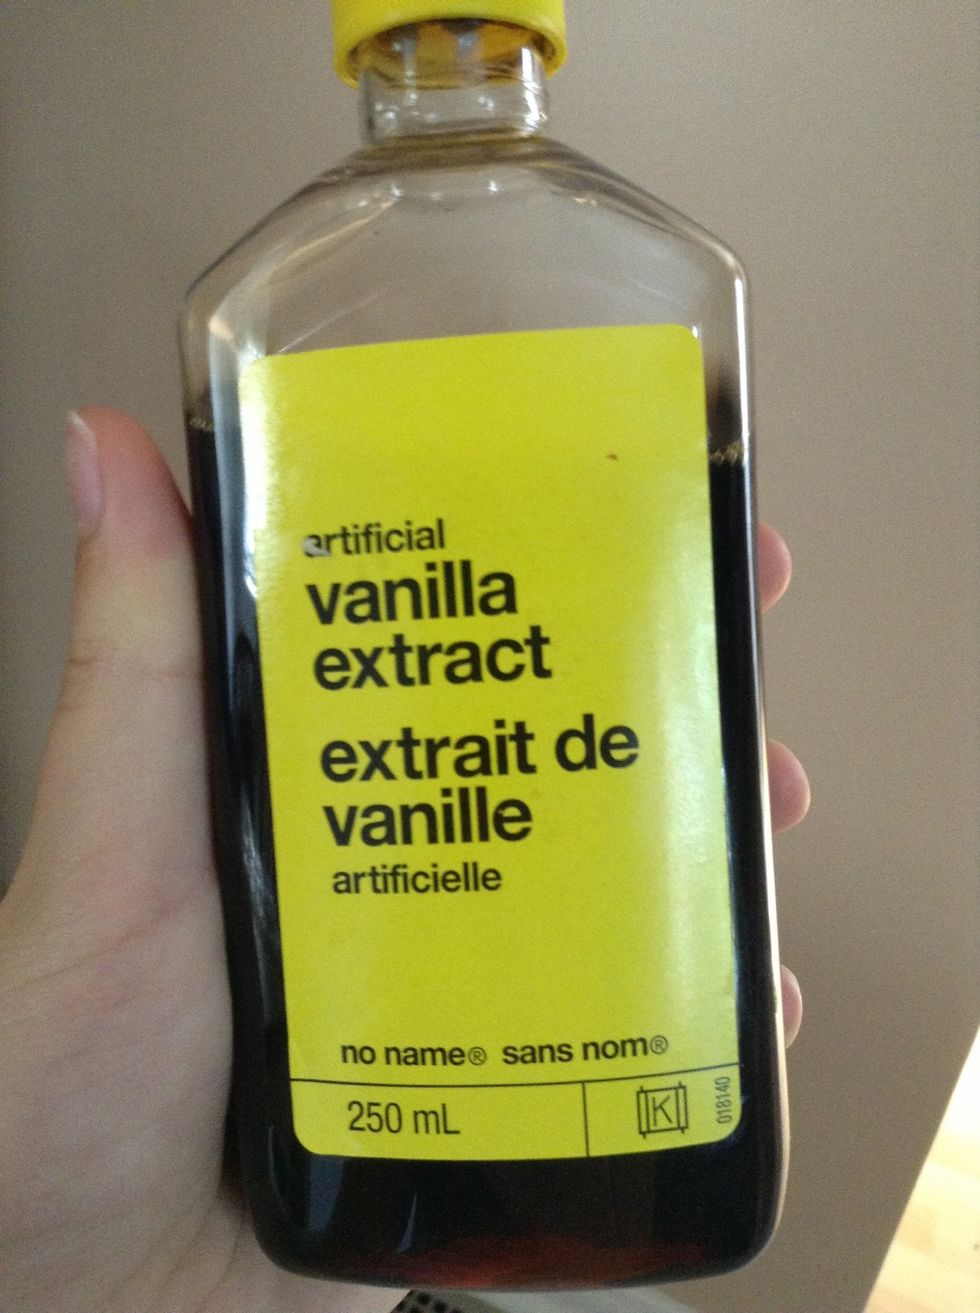 artificial
vanilla
extract
extrait de
vanille
artificielle
no name® sans nom®
250 mL
K
018140